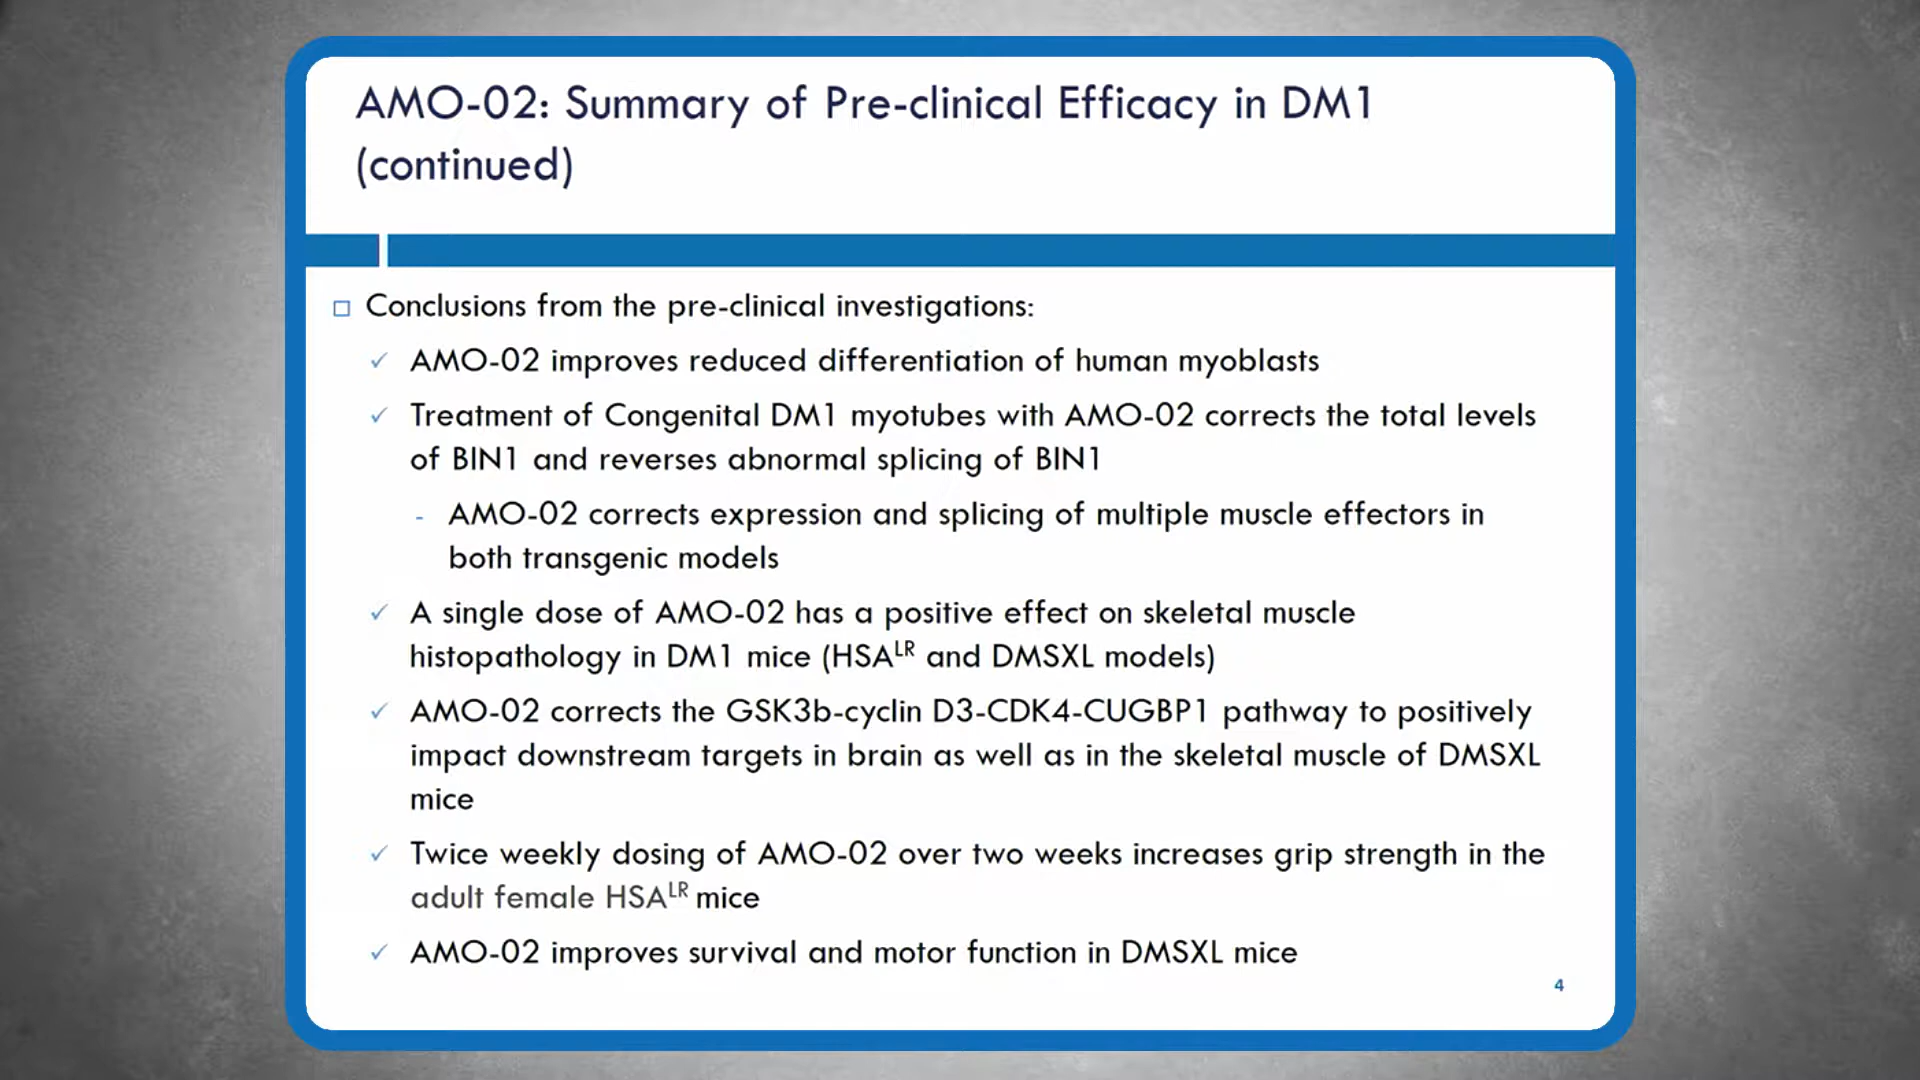 AMO-02: Summary of Pre-clinical Efficacy in DM1
(continued)
Conclusions from the pre-clinical investigations:
AMO-02 improves reduced differentiation of human myoblasts
Treatment of Congenital DM1 myotubes with AMO-02 corrects the total levels
of BIN1 and reverses abnormal splicing of BIN1
- AMO-02 corrects expression and splicing of multiple muscle effectors in
both transgenic models
A single dose of AMO-02 has a positive effect on skeletal muscle
histopathology in DM1 mice (HSALR and DMSXL models)
AMO-02 corrects the GSK3b-cyclin D3-CDK4-CUGBP1 pathway to positively
impact downstream targets in brain as well as in the skeletal muscle of DMSXL
mice
Twice weekly dosing of AMO-02 over two weeks increases grip strength in the
adult female HSALR mice
AMO-02 improves survival and motor function in DMSXL mice
4